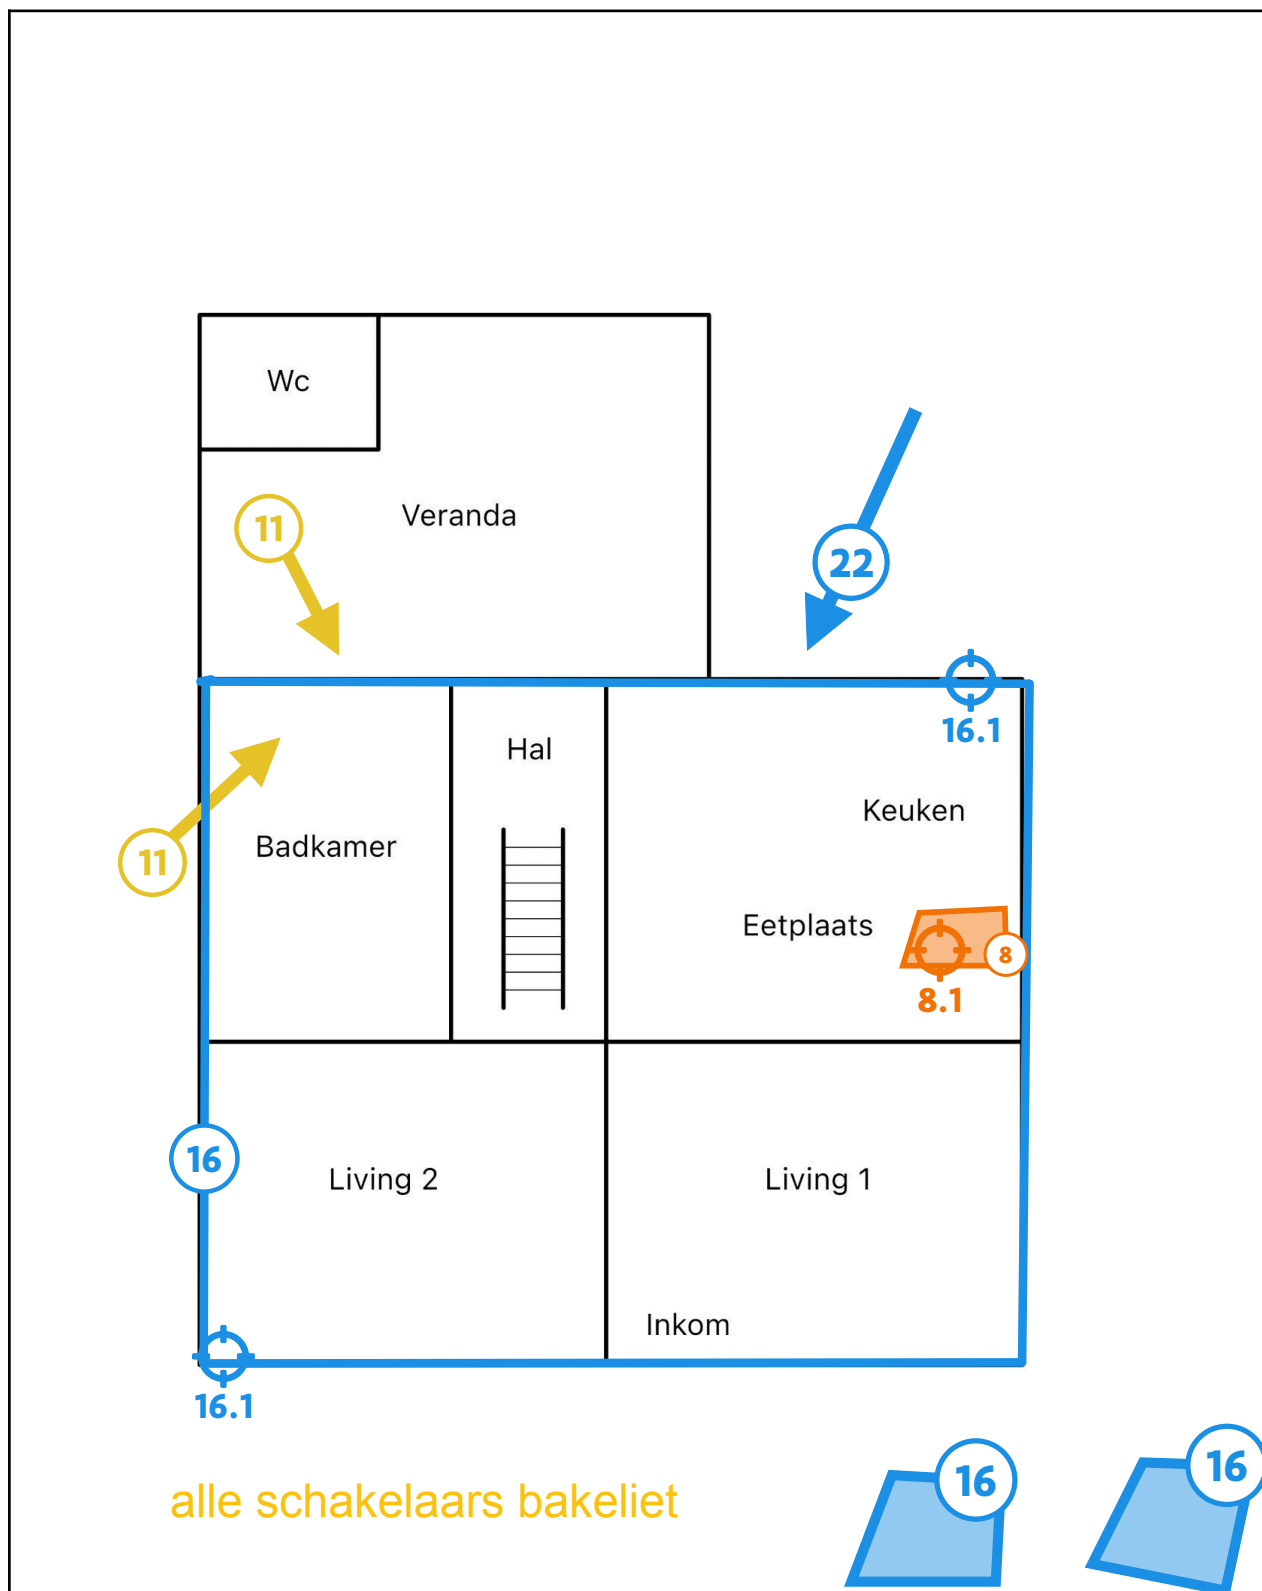 Wc
Veranda
11
22
16.1
Hal
Keuken
Badkamer
11
Eetplaats
8
8.1
16
Living 2
Living 1
Inkom
16.1
alle schakelaars bakeliet
16
16